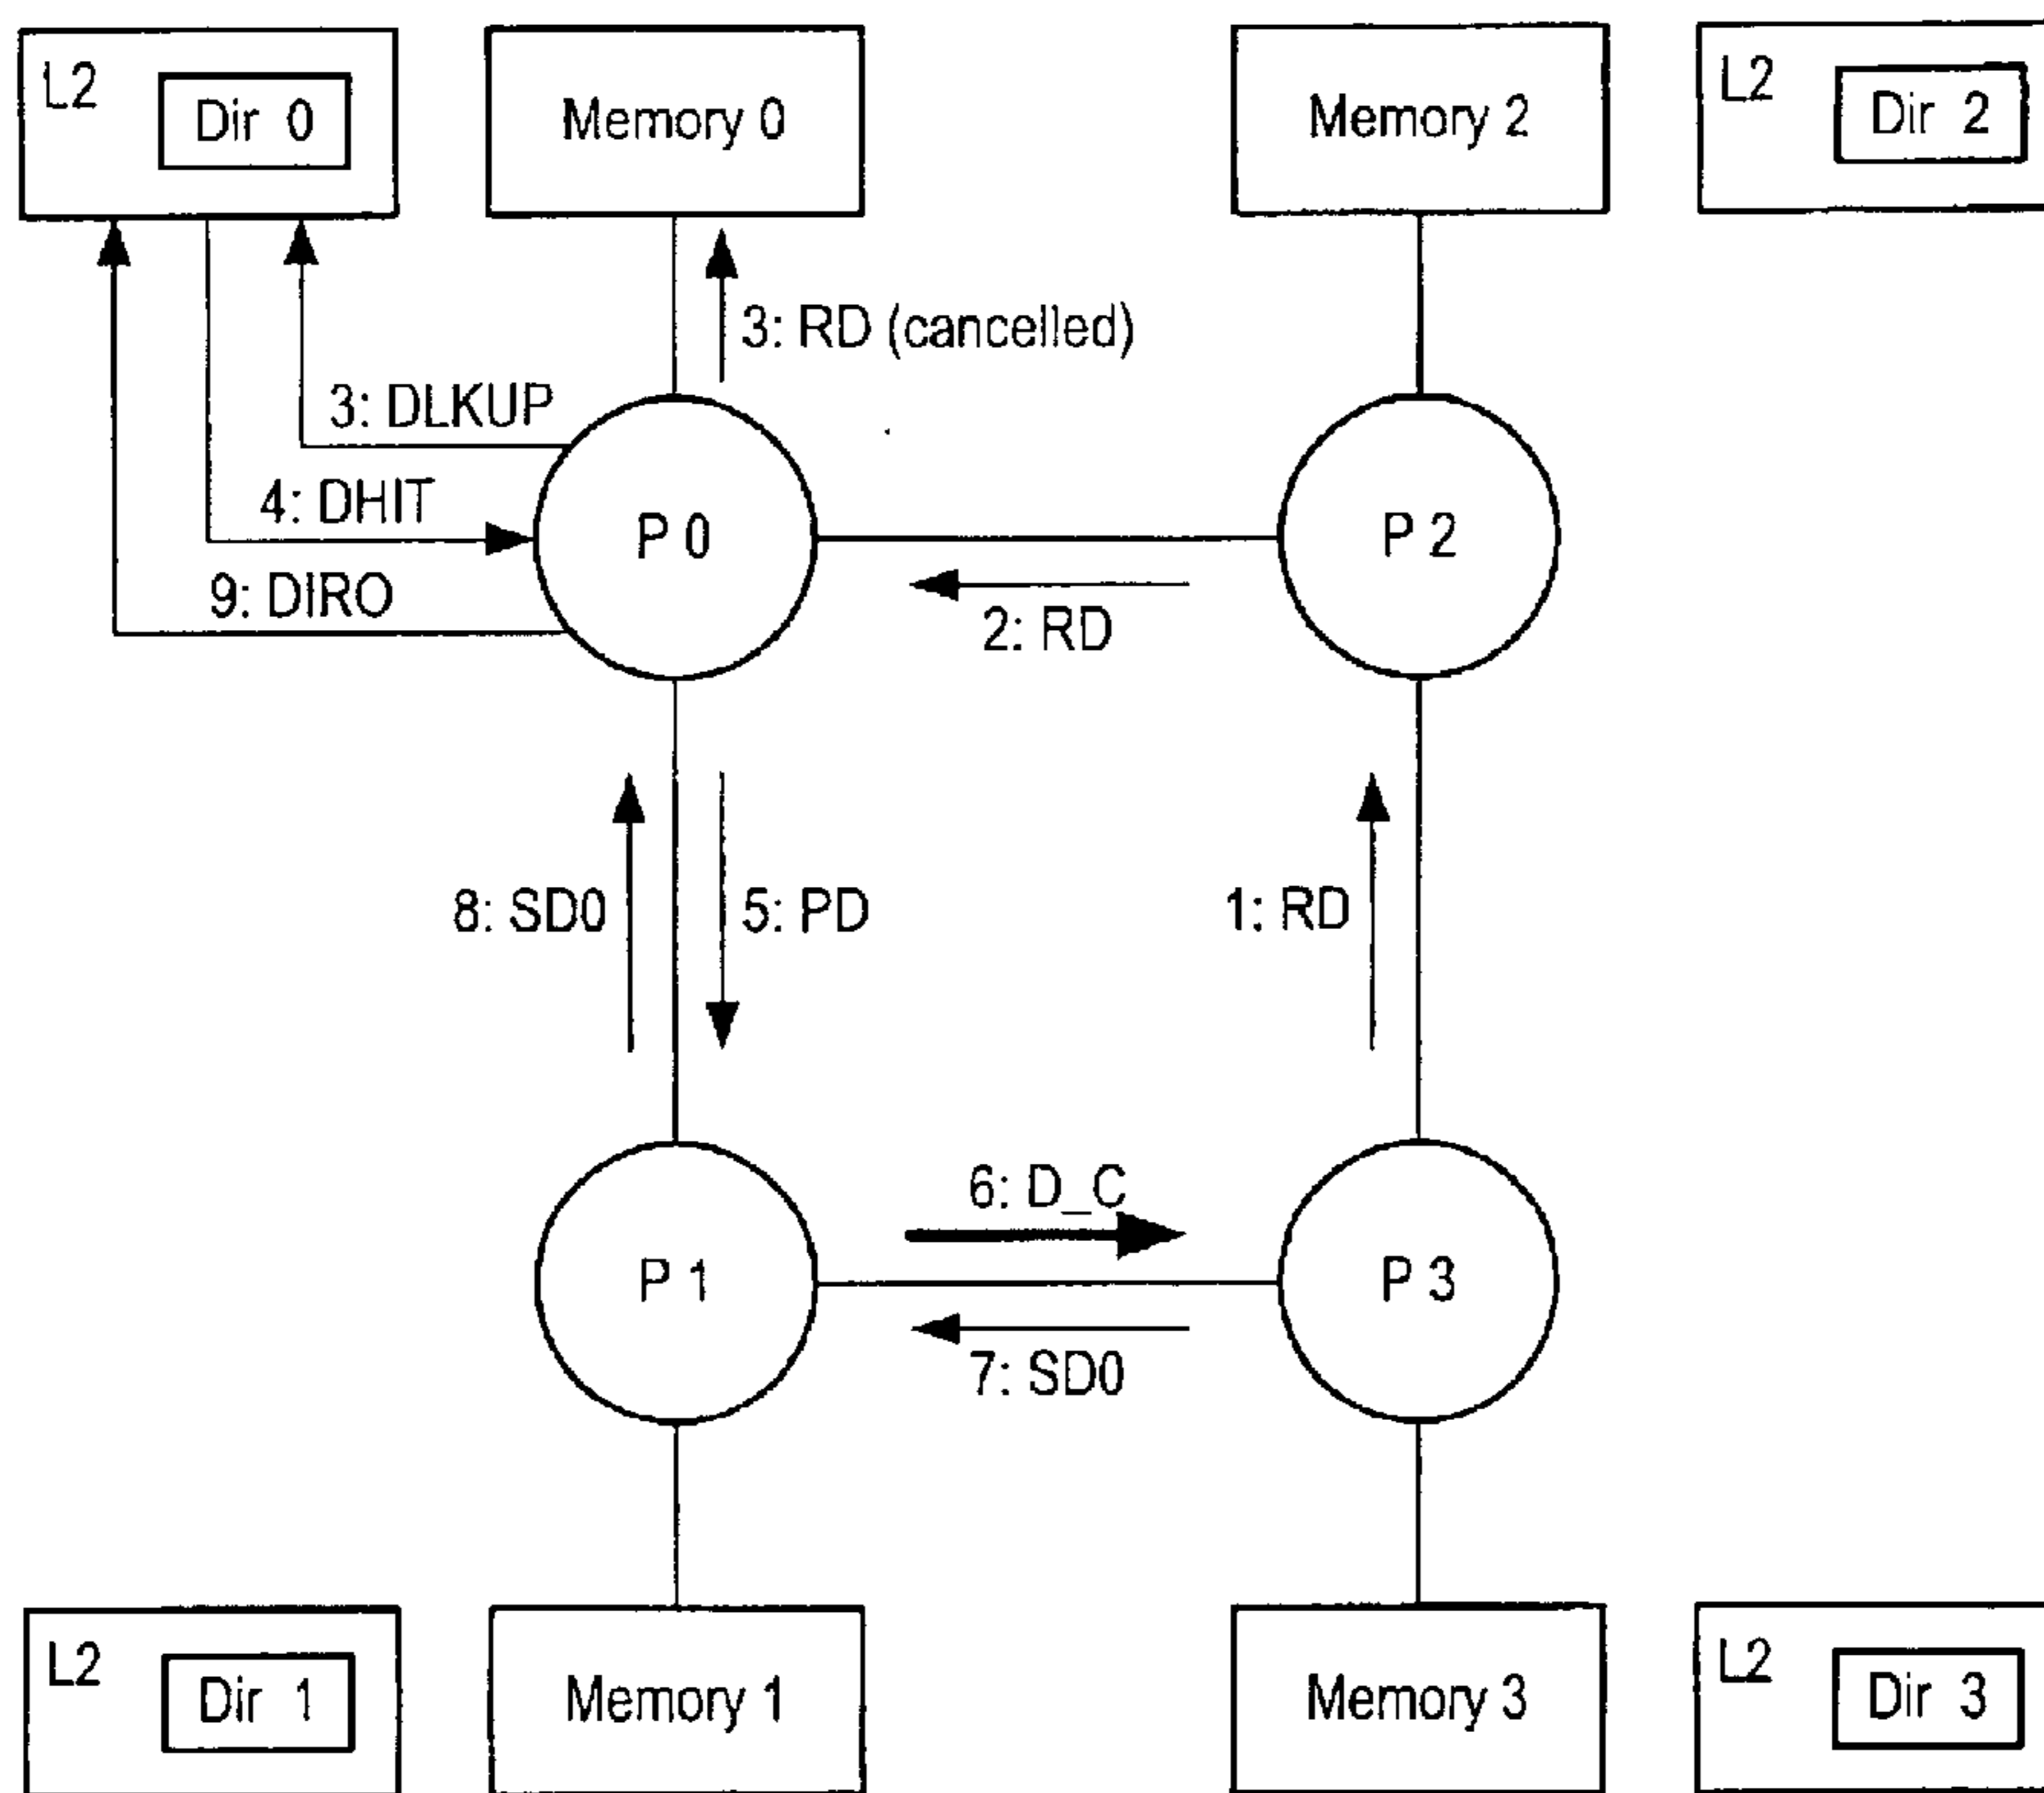 L2
Dir 0
Memory 0
Memory 2
L2
Dir 2
3: RD (cancelled)
3: DLKUP
4: DHIT
P 0
P 2
9: DIRO
2: RD
8: SD0
5: PD
1: RD
6: D_C
P 1
P 3
7: SD0
L2
Dir 1
Memory 1
Memory 3
L2
Dir 3